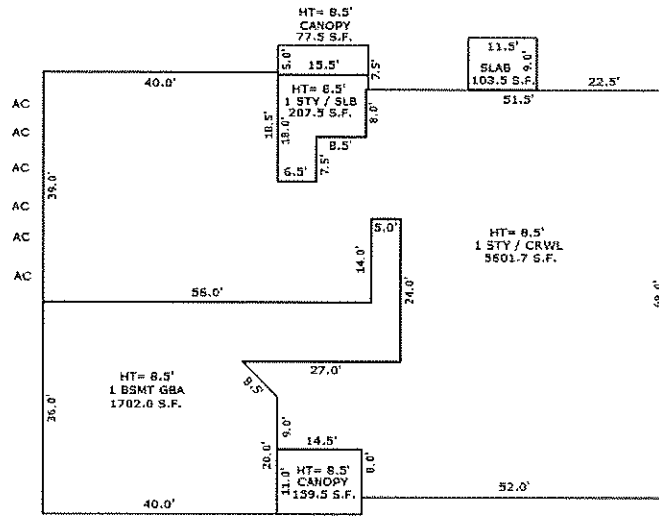 HT= 8.5'
CANOPY
77.5 S.F.
5.0'
15.5'
7.5'
11.5'
9.0'
SLAB
103.5 S.F.
40.0'
22.5'
51.5'
HT= 8.5'
1 STY / SLB
207.5 S.F.
18.5'
18.0'
8.0'
8.5'
7.5'
6.5'
AC
AC
AC
AC
AC
AC
39.0'
5.0'
14.0'
24.0'
HT= 8.5'
1 STY / CRWL
5601.7 S.F.
56.0'
27.0'
8.5'
HT= 8.5'
1 BSMT GBA
1702.0 S.F.
36.0'
9.0'
20.0'
14.5'
11.0'
8.0'
HT= 8.5'
CANOPY
159.5 S.F.
40.0'
52.0'